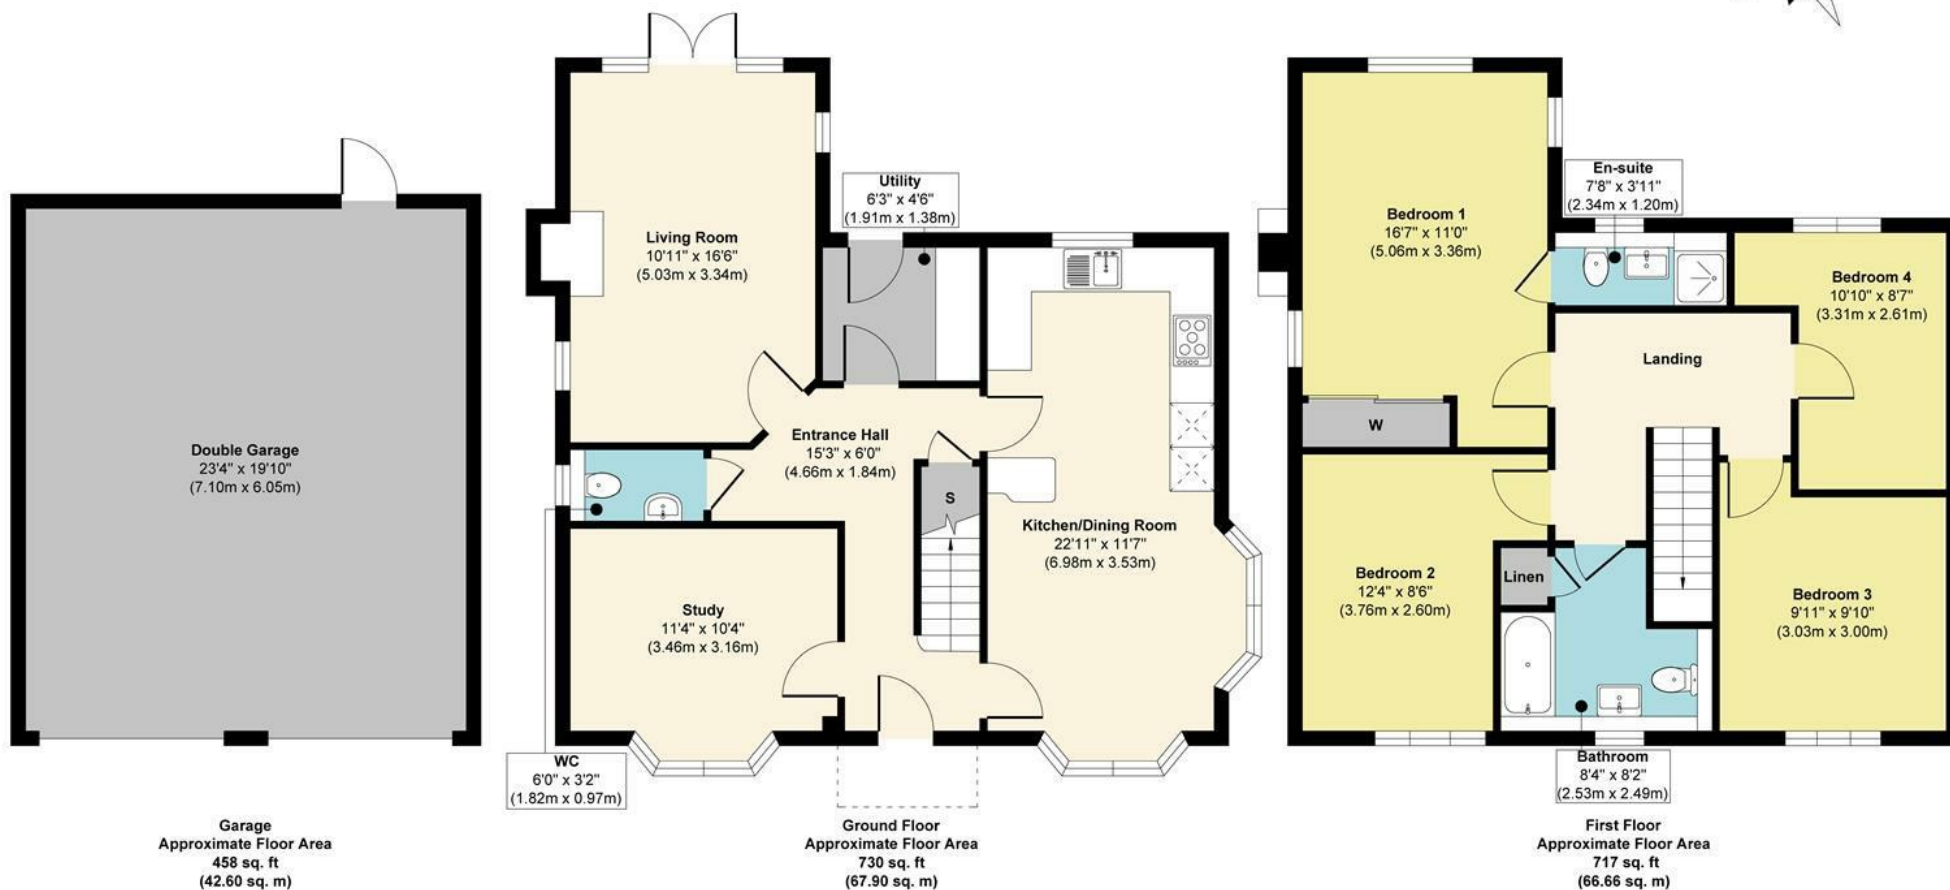 Double Garage
23'4" x 19'10"
(7.10m x 6.05m)
Garage
Approximate Floor Area
458 sq. ft
(42.60 sq. m)
Living Room
10'11" x 16'6"
(5.03m x 3.34m)
Utility
6'3" x 4'6"
(1.91m x 1.38m)
Entrance Hall
15'3" x 6'0"
(4.66m x 1.84m)
S
Kitchen/Dining Room
22'11" x 11'7"
(6.98m x 3.53m)
Study
11'4" x 10'4"
(3.46m x 3.16m)
WC
6'0" x 3'2"
(1.82m x 0.97m)
Ground Floor
Approximate Floor Area
730 sq. ft
(67.90 sq. m)
Bedroom 1
16'7" x 11'0"
(5.06m x 3.36m)
En-suite
7'8" x 3'11"
(2.34m x 1.20m)
Bedroom 4
10'10" x 8'7"
(3.31m x 2.61m)
Landing
W
Bedroom 2
12'4" x 8'6"
(3.76m x 2.60m)
Linen
Bedroom 3
9'11" x 9'10"
(3.03m x 3.00m)
Bathroom
8'4" x 8'2"
(2.53m x 2.49m)
First Floor
Approximate Floor Area
717 sq. ft
(66.66 sq. m)